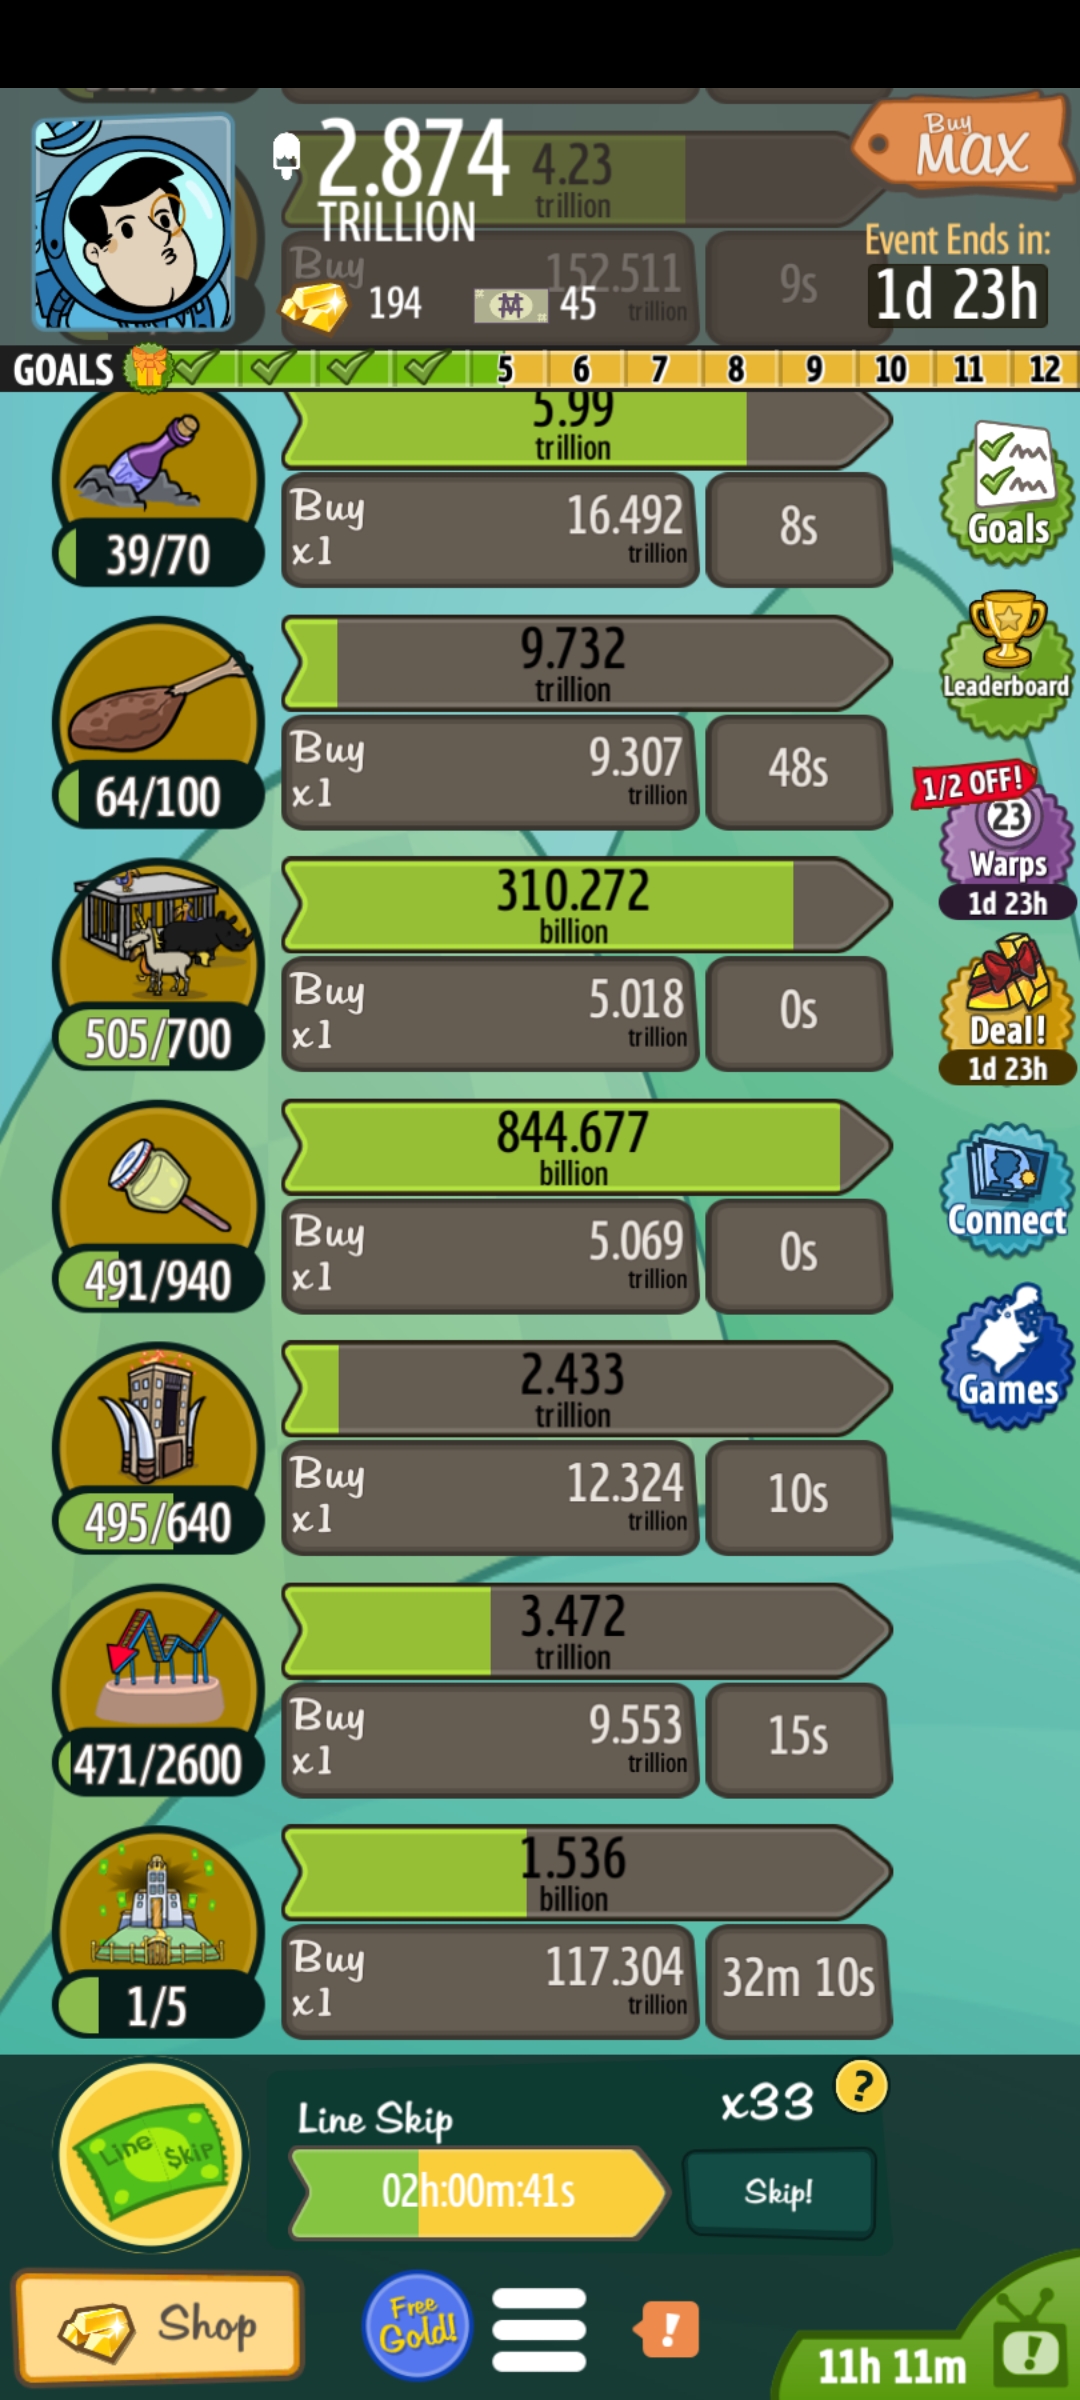 2.874
TRILLION
4.23
trillion
Buy
MAX
Buy
152.511
trillion
9s
194
45
Event Ends in:
1d 23h
GOALS
5 6 7 8 9 10 11 12
5.99
trillion
39/70
Buy
x1
16.492
trillion
8s
Goals
9.732
trillion
64/100
Buy
x1
9.307
trillion
48s
Leaderboard
1/2 OFF!
23
Warps
1d 23h
310.272
billion
505/700
Buy
x1
5.018
trillion
0s
Deal!
1d 23h
844.677
billion
491/940
Buy
x1
5.069
trillion
0s
Connect
2.433
trillion
495/640
Buy
x1
12.324
trillion
10s
Games
3.472
trillion
471/2600
Buy
x1
9.553
trillion
15s
1.536
billion
1/5
Buy
x1
117.304
trillion
32m 10s
Line $kip
Line Skip
x33
?
02h:00m:41s
Skip!
Shop
Free
Gold!
!
11h 11m
!